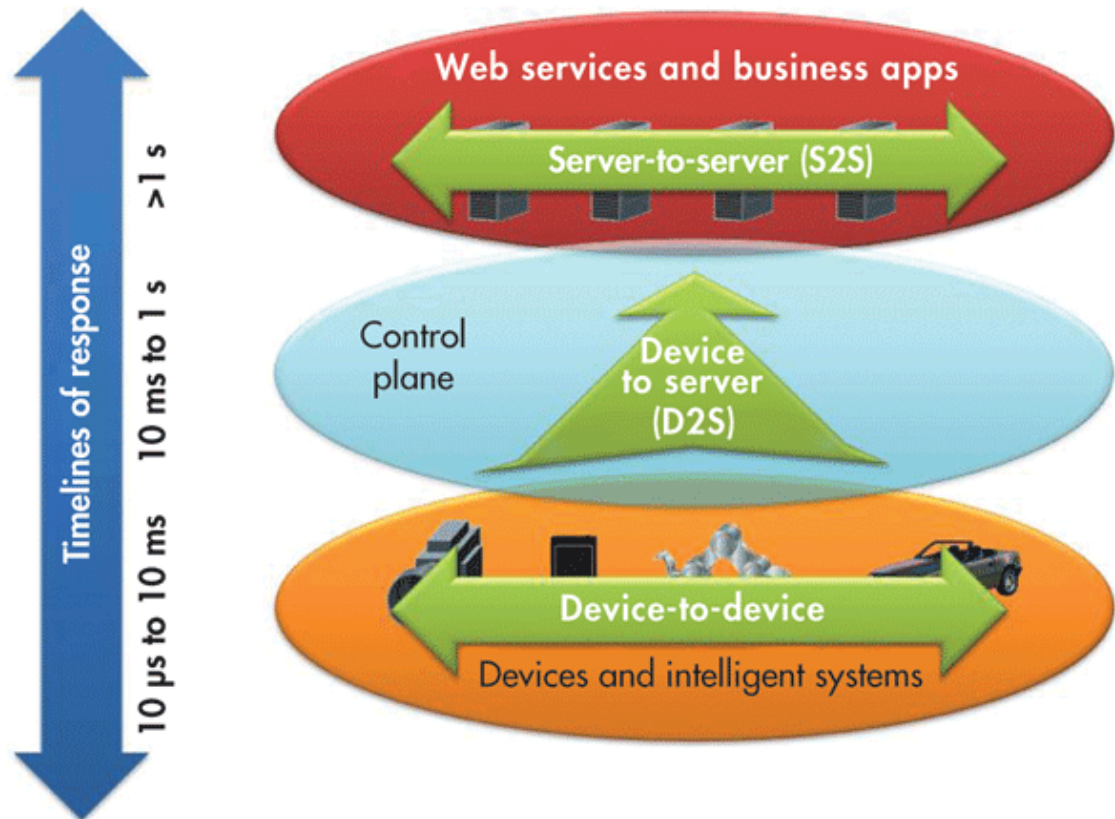 Web services and business apps
Server-to-server (S2S)
Control
plane
Device
to server
(D2S)
Device-to-device
Devices and intelligent systems
Timelines of response
>1 s
10 ms to 1 s
10 µs to 10 ms